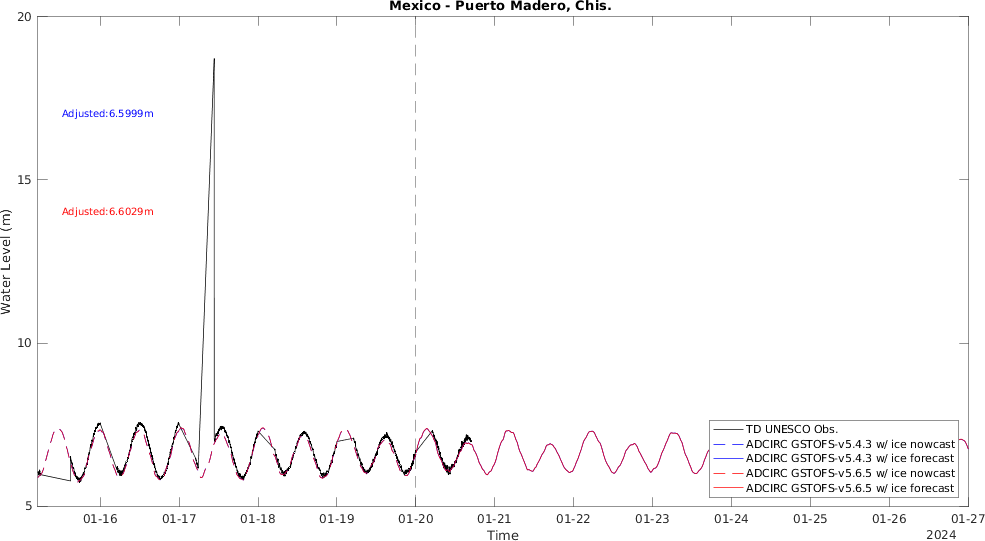 Mexico - Puerto Madero, Chis.
20
15
10
5
Water Level (m)
Adjusted:6.5999m
Adjusted:6.6029m
TD UNESCO Obs.
ADCIRC GSTOFS-v5.4.3 w/ ice nowcast
ADCIRC GSTOFS-v5.4.3 w/ ice forecast
ADCIRC GSTOFS-v5.6.5 w/ ice nowcast
ADCIRC GSTOFS-v5.6.5 w/ ice forecast
01-16 01-17 01-18 01-19 01-20 01-21 01-22 01-23 01-24 01-25 01-26 01-27
Time
2024